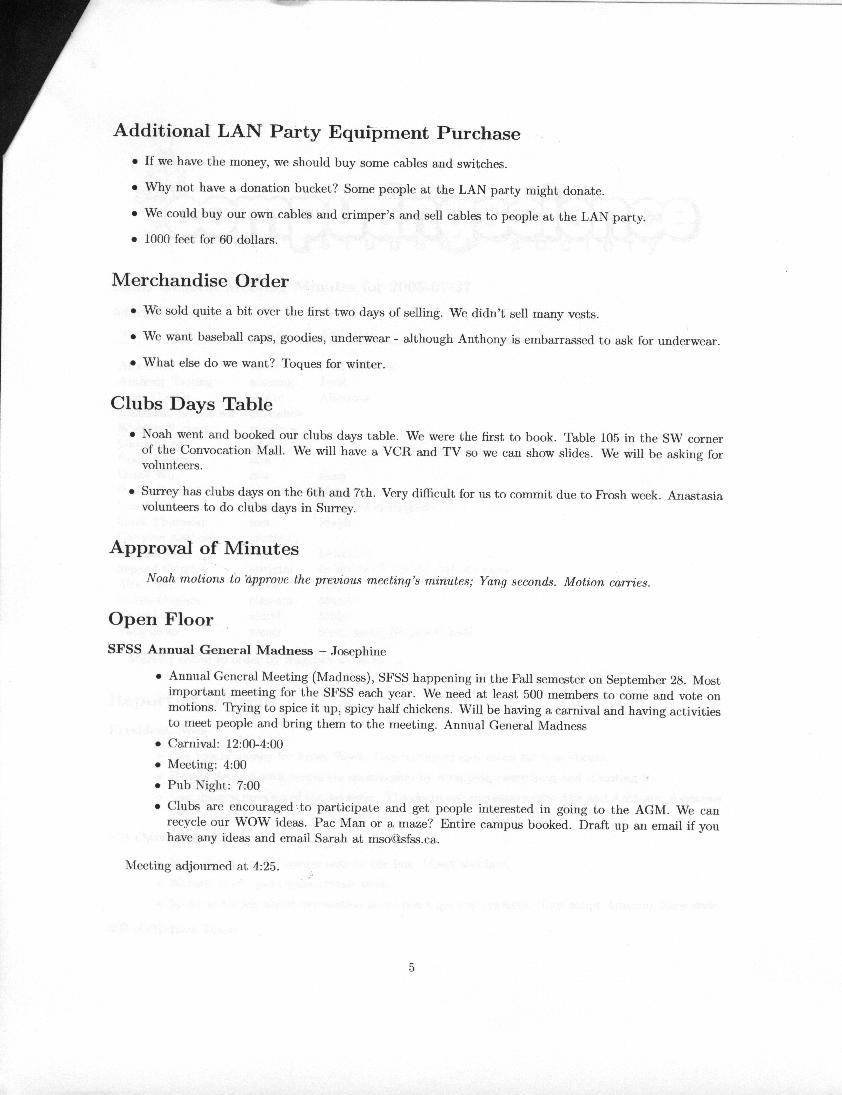 Additional LAN Party Equipment Purchase
• If we have the money, we should buy some cables and switches.
• Why not have a donation bucket? Some people at the LAN party might donate.
• We could buy our own cables and crimper's and sell cables to people at the LAN party.
• 1000 feet for 60 dollars.
Merchandise Order
• We sold quite a bit over the first two days of selling. We didn't sell many vests.
• We want baseball caps, goodies, underwear - although Anthony is embarrassed to ask for underwear.
• What else do we want? Toques for winter.
Clubs Days Table
• Noah went and booked our clubs days table. We were the first to book. Table 105 in the SW corner
of the Convocation Mall. We will have a VCR and TV so we can show slides. We will be asking for
volunteers.
• Surrey has clubs days on the 6th and 7th. Very difficult for us to commit due to Frosh week. Anastasia
volunteers to do clubs days in Surrey.
Approval of Minutes
Noah motions to approve the previous meeting's minutes; Yang seconds. Motion carries.
Open Floor
SFSS Annual General Madness – Josephine
• Annual General Meeting (Madness), SFSS happening in the Fall semester on September 28. Most
important meeting for the SFSS each year. We need at least 500 members to come and vote on
motions. Trying to spice it up, spicy half chickens. Will be having a carnival and having activities
to meet people and bring them to the meeting. Annual General Madness
• Carnival: 12:00-4:00
• Meeting: 4:00
• Pub Night: 7:00
• Clubs are encouraged to participate and get people interested in going to the AGM. We can
recycle our WOW ideas. Pac Man or a maze? Entire campus booked. Draft up an email if you
have any ideas and email Sarah at mso@sfss.ca.
Meeting adjourned at 4:25.
5